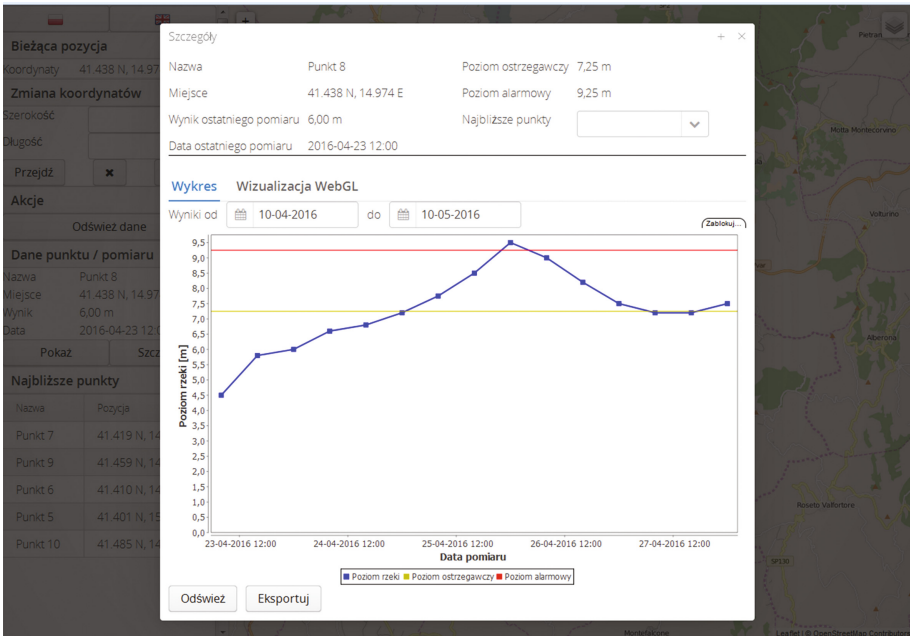 Bieżąca pozycja
Koordynaty 41.438 N, 14.97
Zmiana koordynatów
Szerokość
Długość
Przejdź
Akcje
Odśwież dane
Dane punktu / pomiaru
Nazwa Punkt 8
Miejsce 41.438 N, 14.97
Wynik 6,00 m
Data 2016-04-23 12:0
Pokaż Szcz
Najbliższe punkty
Nazwa Pozycja
Punkt 7 41.419 N, 14
Punkt 9 41.459 N, 14
Punkt 6 41.410 N, 14
Punkt 5 41.401 N, 15
Punkt 10 41.485 N, 14
Szczegóły + ×
Nazwa Punkt 8 Poziom ostrzegawczy 7,25 m
Miejsce 41.438 N, 14.974 E Poziom alarmowy 9,25 m
Wynik ostatniego pomiaru 6,00 m Najbliższe punkty
Data ostatniego pomiaru 2016-04-23 12:00
Wykres Wizualizacja WebGL
Wyniki od 10-04-2016 do 10-05-2016
Zablokuj...
9,5
9,0
8,5
8,0
7,5
7,0
6,5
6,0
5,5
5,0
4,5
4,0
3,5
3,0
2,5
2,0
1,5
1,0
0,5
0,0
Poziom rzeki [m]
23-04-2016 12:00 24-04-2016 12:00 25-04-2016 12:00 26-04-2016 12:00 27-04-2016 12:00
Data pomiaru
Poziom rzeki Poziom ostrzegawczy Poziom alarmowy
Odśwież Eksportuj
Motta Montecorvino
Volturino
Alberona
Roseto Valfortore
SP130
Montefalcone
Leaflet | © OpenStreetMap Contributors